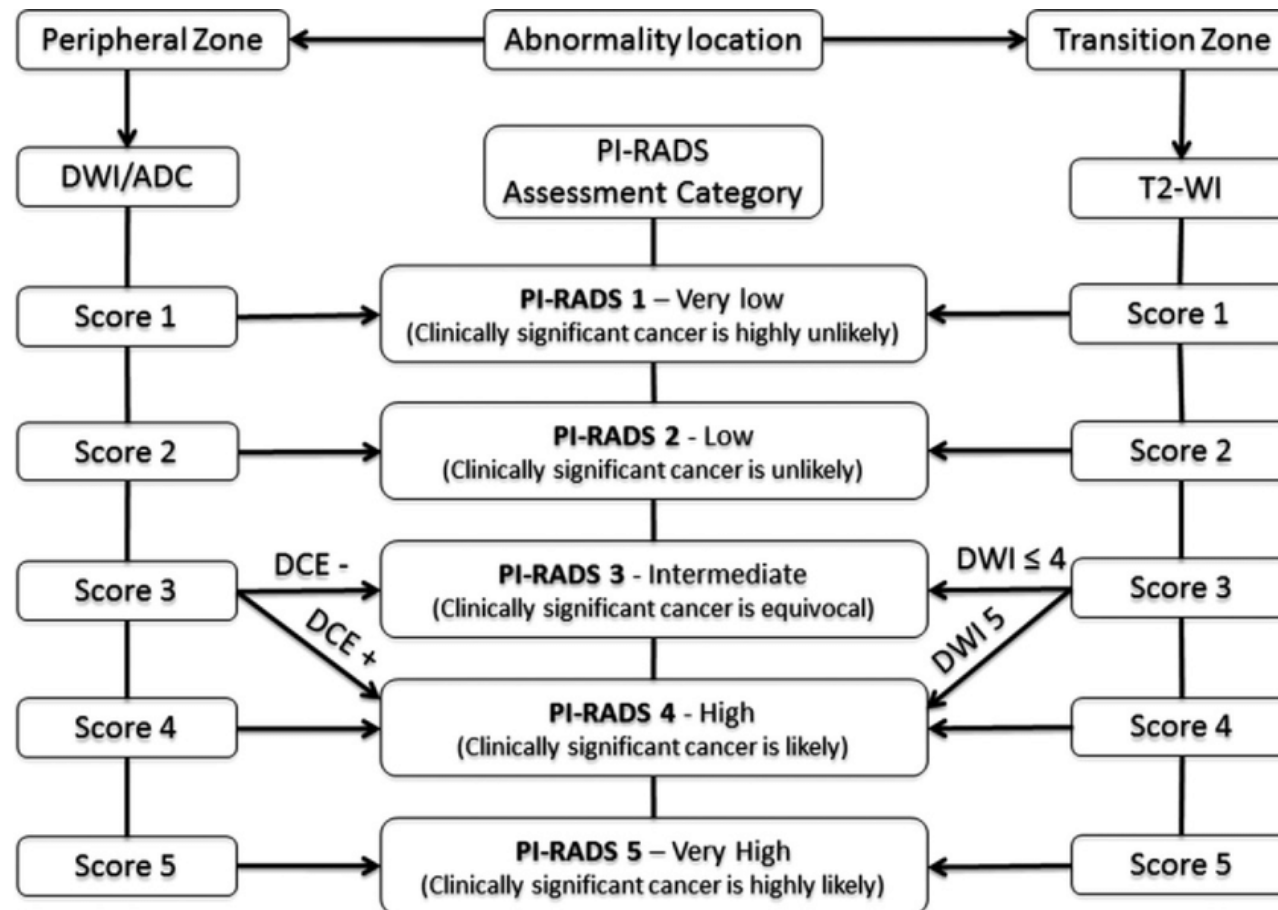 Peripheral Zone
Abnormality location
Transition Zone
DWI/ADC
PI-RADS
Assessment Category
T2-WI
Score 1
PI-RADS 1 – Very low
(Clinically significant cancer is highly unlikely)
Score 1
Score 2
PI-RADS 2 - Low
(Clinically significant cancer is unlikely)
Score 2
Score 3
DCE -
DCE +
PI-RADS 3 - Intermediate
(Clinically significant cancer is equivocal)
DWI ≤ 4
DWI 5
Score 3
Score 4
PI-RADS 4 - High
(Clinically significant cancer is likely)
Score 4
Score 5
PI-RADS 5 – Very High
(Clinically significant cancer is highly likely)
Score 5